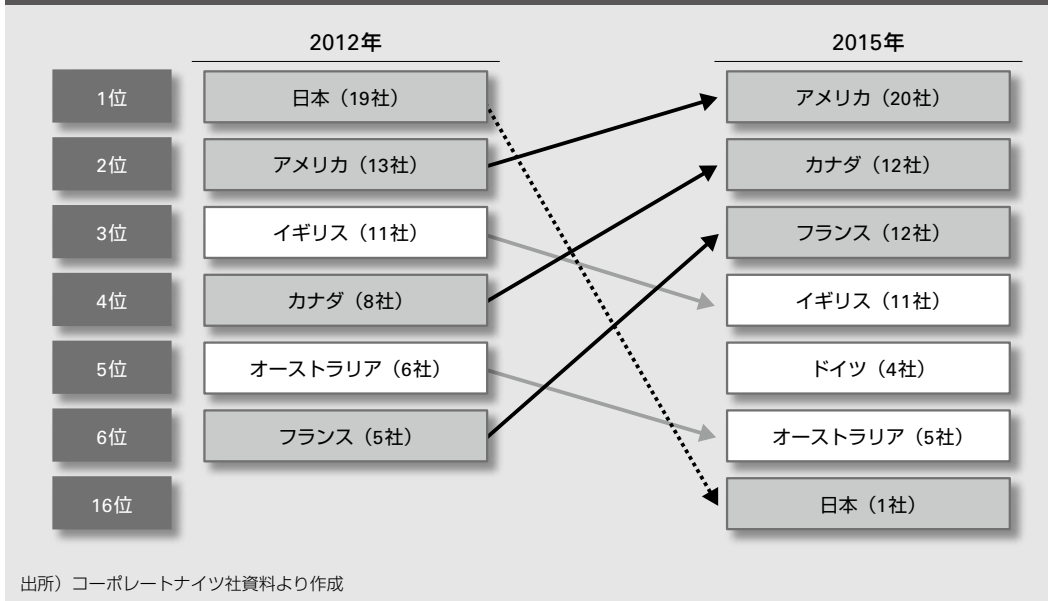 2012年 2015年
1位 日本（19社） アメリカ（20社）
2位 アメリカ（13社） カナダ（12社）
3位 イギリス（11社） フランス（12社）
4位 カナダ（8社） イギリス（11社）
5位 オーストラリア（6社） ドイツ（4社）
6位 フランス（5社） オーストラリア（5社）
16位 日本（1社）
出所）コーポレートナイツ社資料より作成